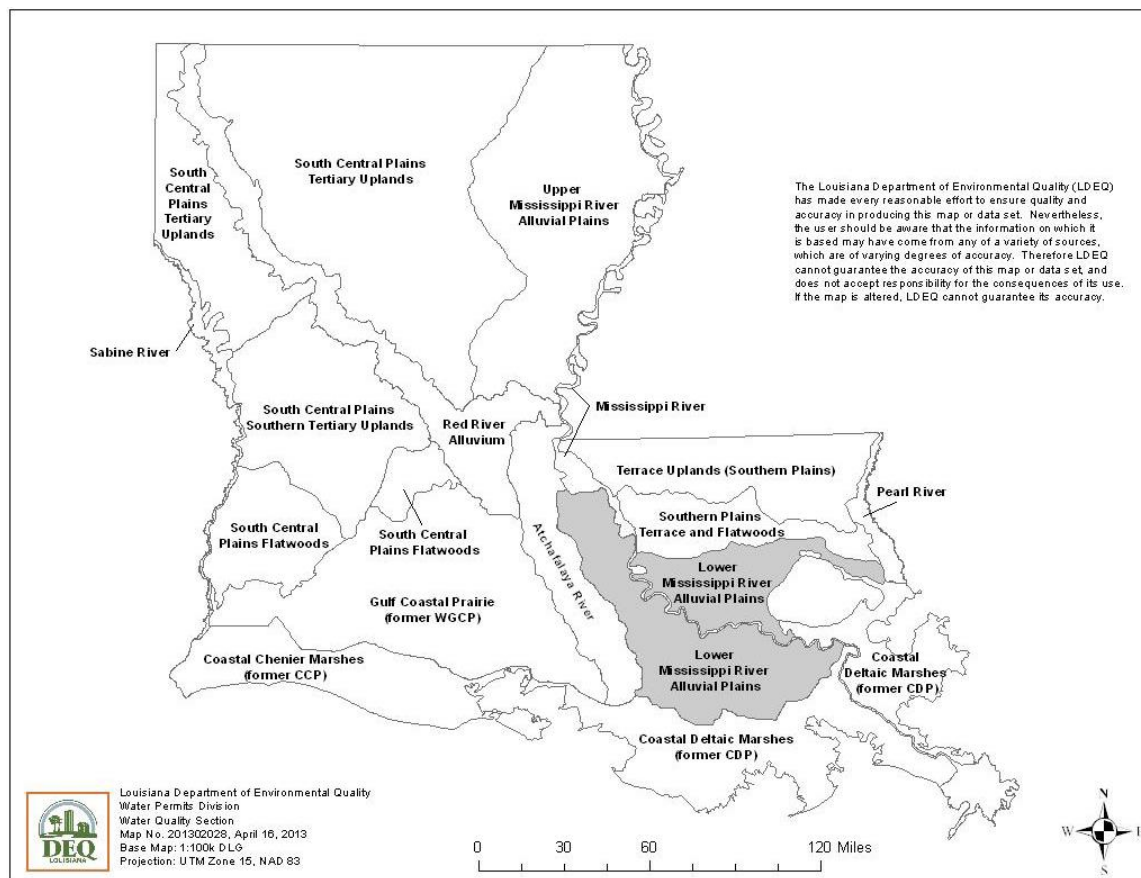 South Central Plains
Tertiary Uplands
South
Central
Plains
Tertiary
Uplands
Upper
Mississippi River
Alluvial Plains
The Louisiana Department of Environmental Quality (LDEQ)
has made every reasonable effort to ensure quality and
accuracy in producing this map or data set. Nevertheless,
the user should be aware that the information on which it
is based may have come from any of a variety of sources,
which are of varying degrees of accuracy. Therefore LDEQ
cannot guarantee the accuracy of this map or data set, and
does not accept responsibility for the consequences of its use.
If the map is altered, LDEQ cannot guarantee its accuracy.
Sabine River
South Central Plains
Southern Tertiary Uplands
Red River
Alluvium
Mississippi River
Terrace Uplands (Southern Plains)
Pearl River
Southern Plains
Terrace and Flatwoods
South Central
Plains Flatwoods
South Central
Plains Flatwoods
Atchafalaya River
Lower
Mississippi River
Alluvial Plains
Gulf Coastal Prairie
(former WGCP)
Coastal Chenier Marshes
(former CCP)
Lower
Mississippi River
Alluvial Plains
Coastal
Deltaic Marshes
(former CDP)
Coastal Deltaic Marshes
(former CDP)
DEQ
LOUISIANA
Louisiana Department of Environmental Quality
Water Permits Division
Water Quality Section
Map No. 201302028, April 16, 2013
Base Map: 1:100k DLG
Projection: UTM Zone 15, NAD 83
0 30 60 120 Miles
N
W E
S